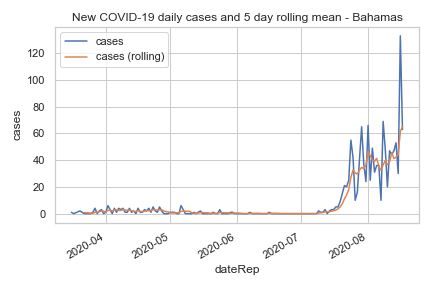 New COVID-19 daily cases and 5 day rolling mean - Bahamas
cases
cases (rolling)
120
100
80
60
40
20
0
cases
2020-04
2020-05
2020-06
2020-07
2020-08
dateRep